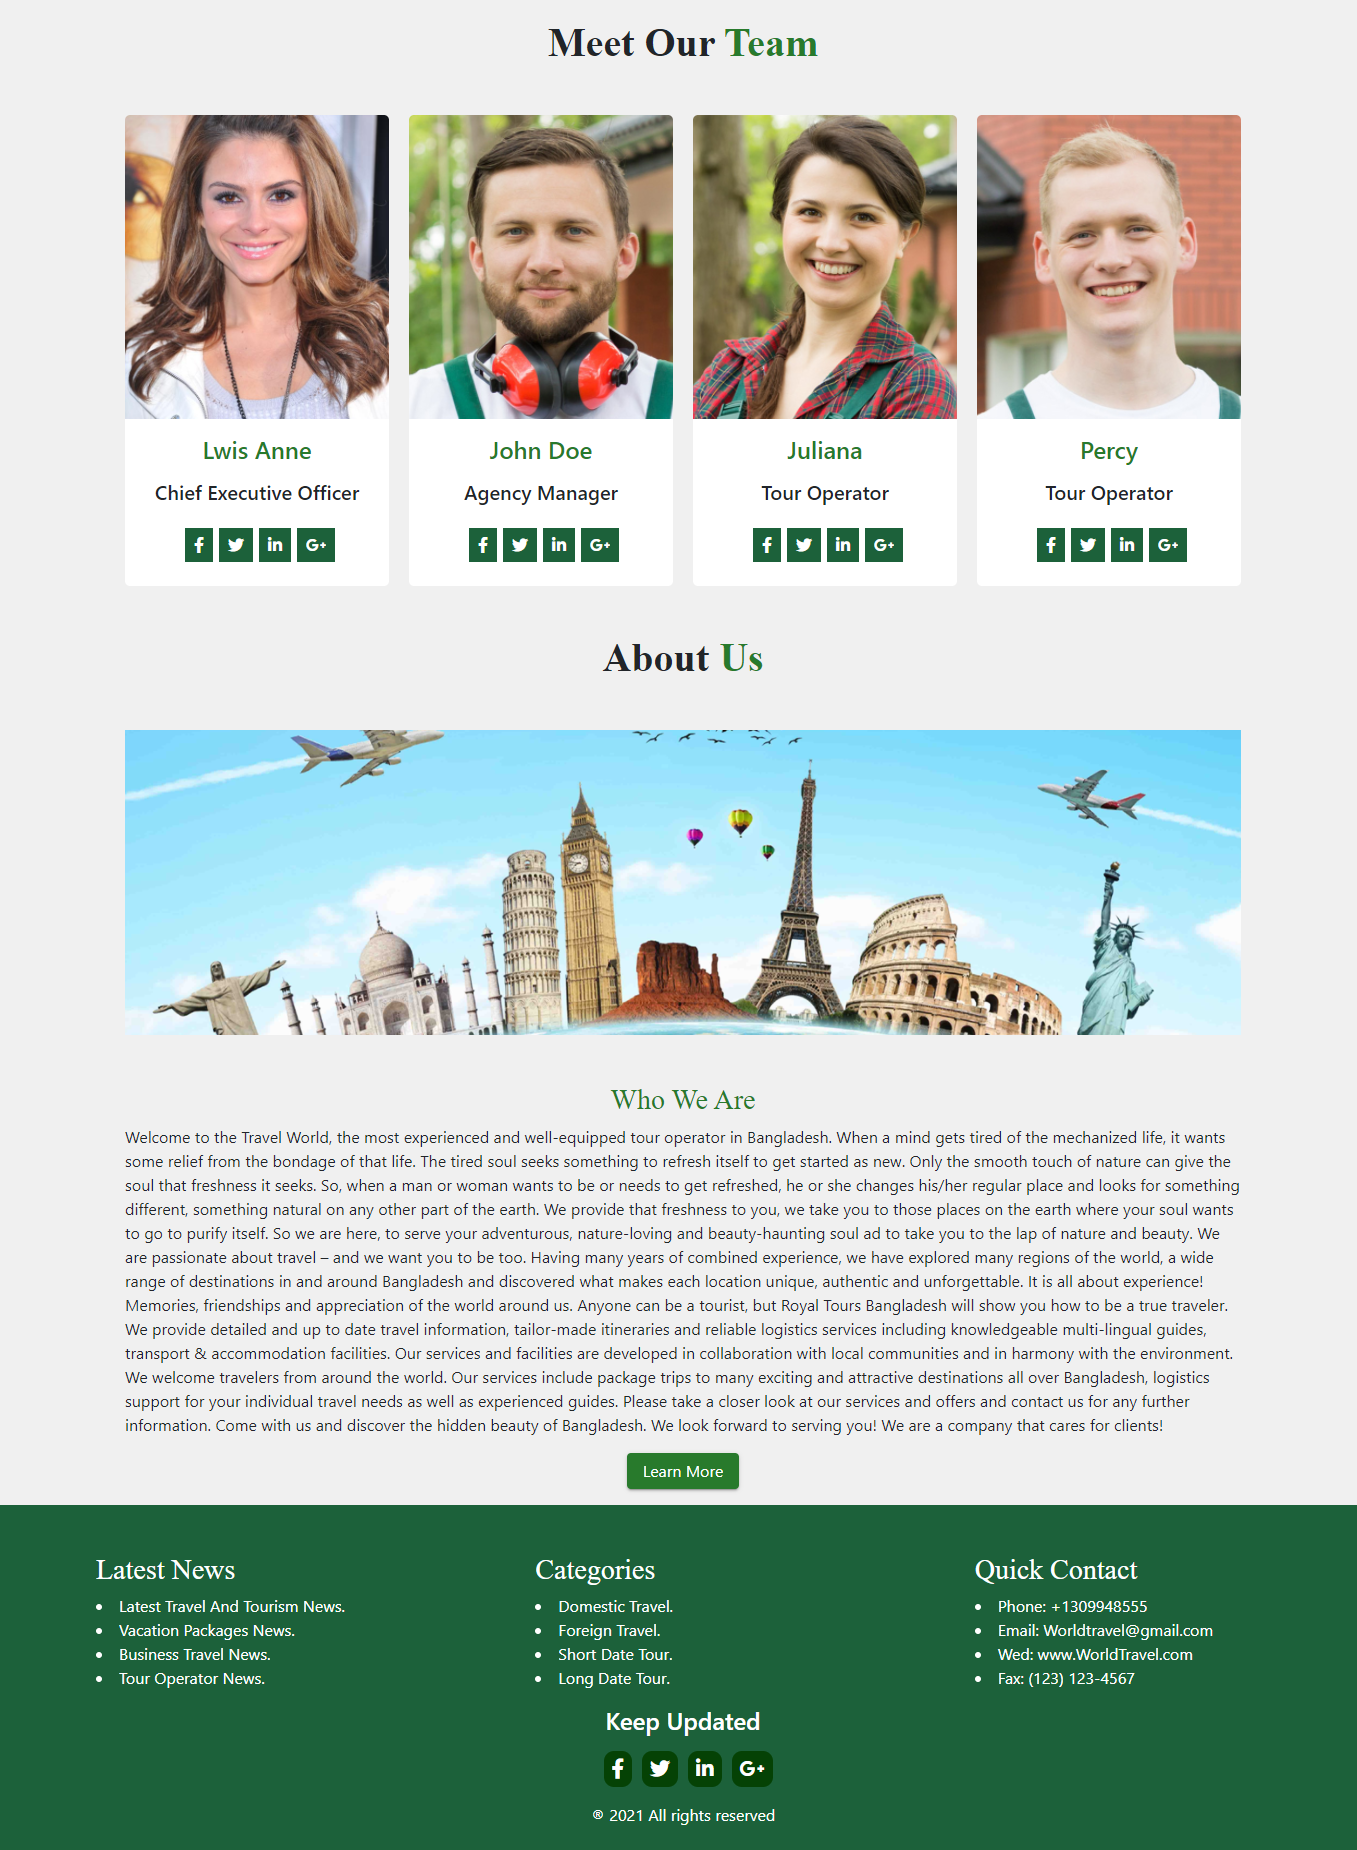 Meet Our Team
Lwis Anne
Chief Executive Officer
John Doe
Agency Manager
Juliana
Tour Operator
Percy
Tour Operator
About Us
Who We Are
Welcome to the Travel World, the most experienced and well-equipped tour operator in Bangladesh. When a mind gets tired of the mechanized life, it wants
some relief from the bondage of that life. The tired soul seeks something to refresh itself to get started as new. Only the smooth touch of nature can give the
soul that freshness it seeks. So, when a man or woman wants to be or needs to get refreshed, he or she changes his/her regular place and looks for something
different, something natural on any other part of the earth. We provide that freshness to you, we take you to those places on the earth where your soul wants
to go to purify itself. So we are here, to serve your adventurous, nature-loving and beauty-haunting soul ad to take you to the lap of nature and beauty. We
are passionate about travel – and we want you to be too. Having many years of combined experience, we have explored many regions of the world, a wide
range of destinations in and around Bangladesh and discovered what makes each location unique, authentic and unforgettable. It is all about experience!
Memories, friendships and appreciation of the world around us. Anyone can be a tourist, but Royal Tours Bangladesh will show you how to be a true traveler.
We provide detailed and up to date travel information, tailor-made itineraries and reliable logistics services including knowledgeable multi-lingual guides,
transport & accommodation facilities. Our services and facilities are developed in collaboration with local communities and in harmony with the environment.
We welcome travelers from around the world. Our services include package trips to many exciting and attractive destinations all over Bangladesh, logistics
support for your individual travel needs as well as experienced guides. Please take a closer look at our services and offers and contact us for any further
information. Come with us and discover the hidden beauty of Bangladesh. We look forward to serving you! We are a company that cares for clients!
Learn More
Latest News
Latest Travel And Tourism News.
Vacation Packages News.
Business Travel News.
Tour Operator News.
Categories
Domestic Travel.
Foreign Travel.
Short Date Tour.
Long Date Tour.
Quick Contact
Phone: +1309948555
Email: Worldtravel@gmail.com
Wed: www.WorldTravel.com
Fax: (123) 123-4567
Keep Updated
® 2021 All rights reserved